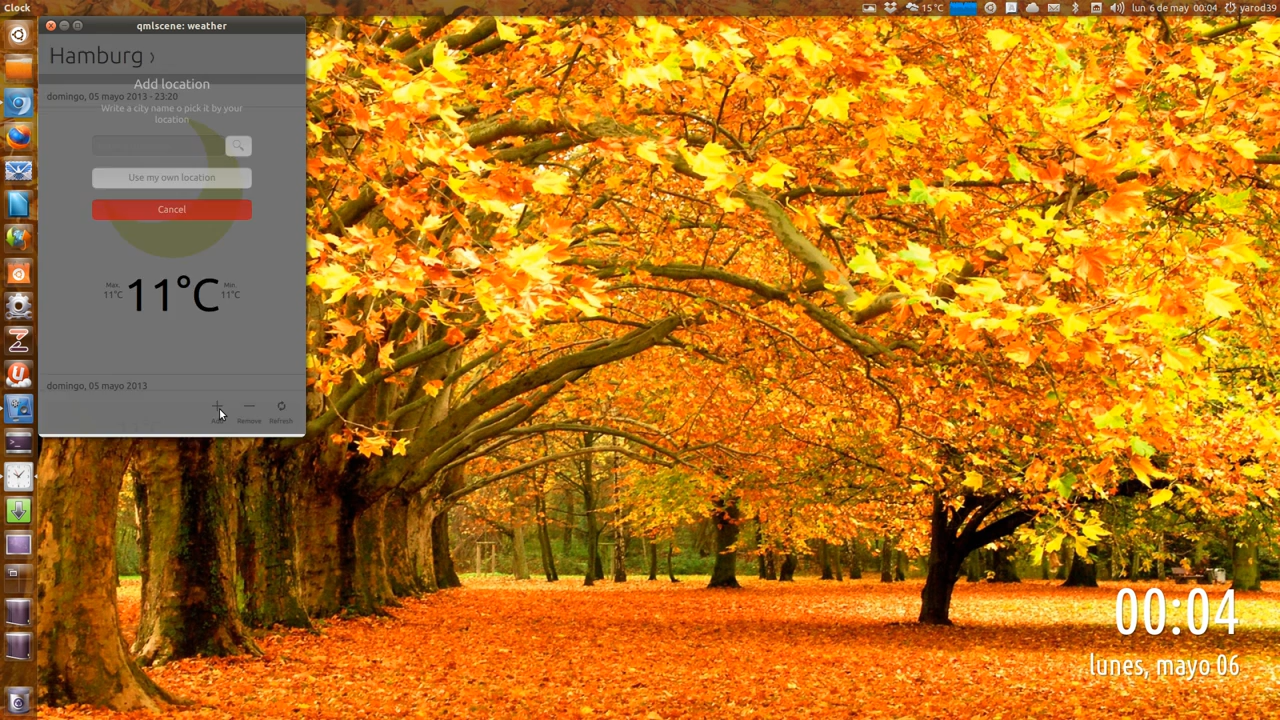 Clock
15 °C
lun 6 de may 00:04
yarod39
qmlscene: weather
Hamburg ›
Add location
domingo, 05 mayo 2013 - 23:20
Write a city name o pick it by your
location
Use my own location
Cancel
Max.
11°C
11°C
Min
11°C
domingo, 05 mayo 2013
Add
Remove
Refresh
00:04
lunes, mayo 06